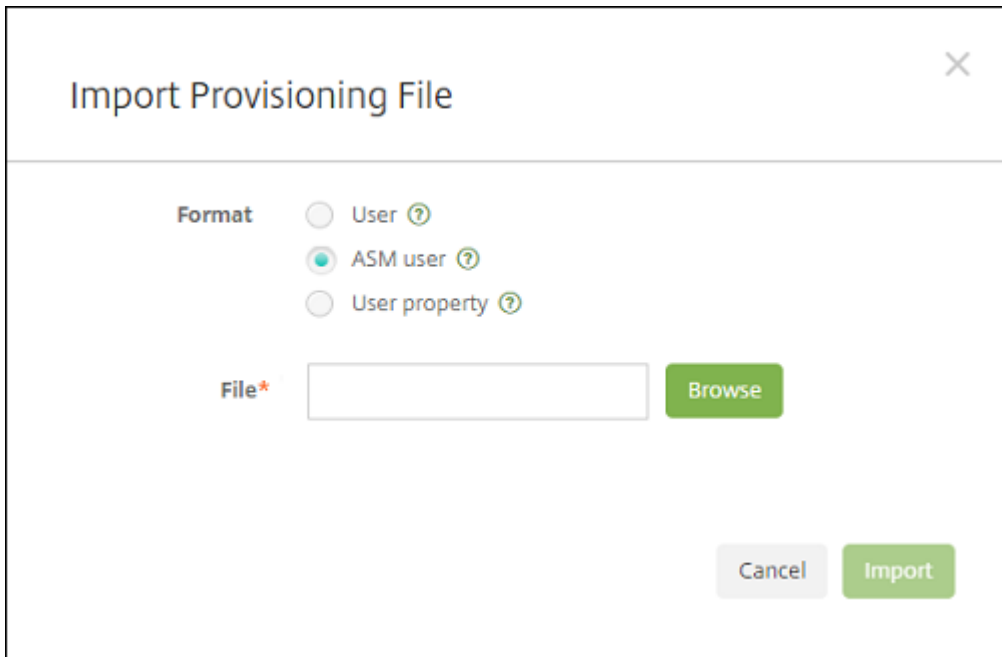 Import Provisioning File
Format
User ?
ASM user ?
User property ?
File*
Browse
Cancel
Import